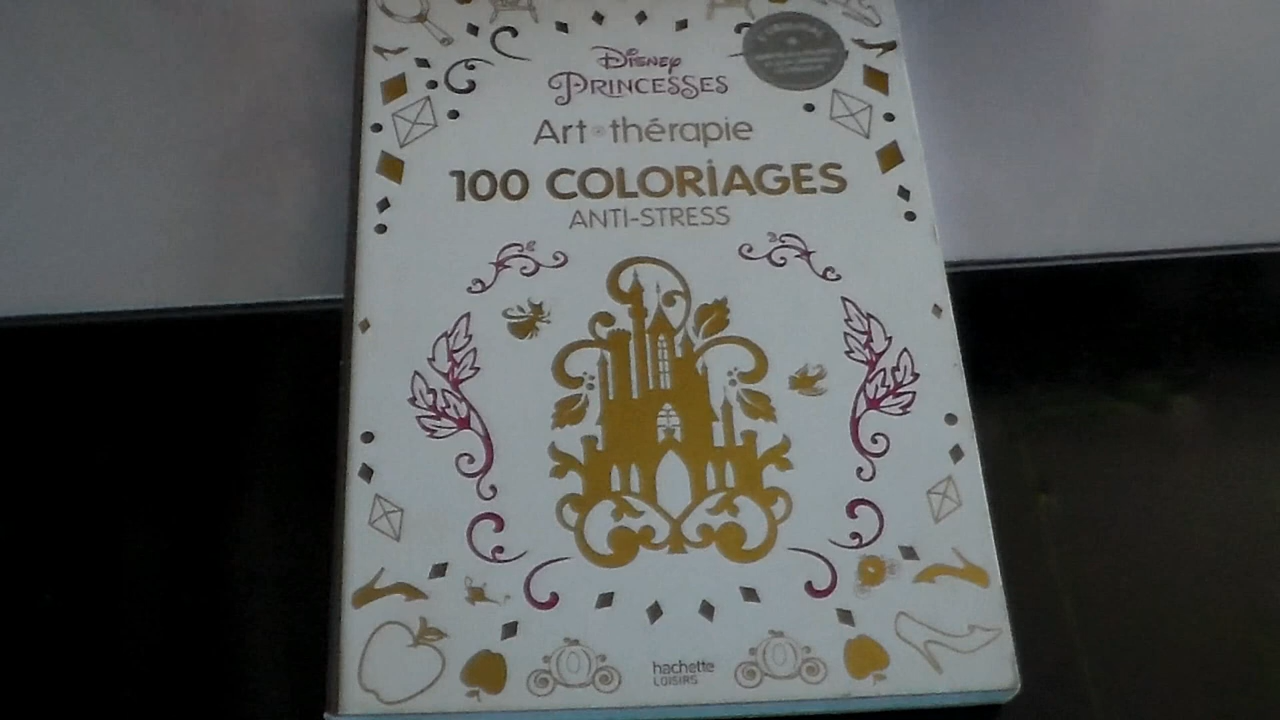 Disney
PRINCESSES
Art • thérapie
100 COLORIAGES
ANTI-STRESS
hachette
LOISIRS